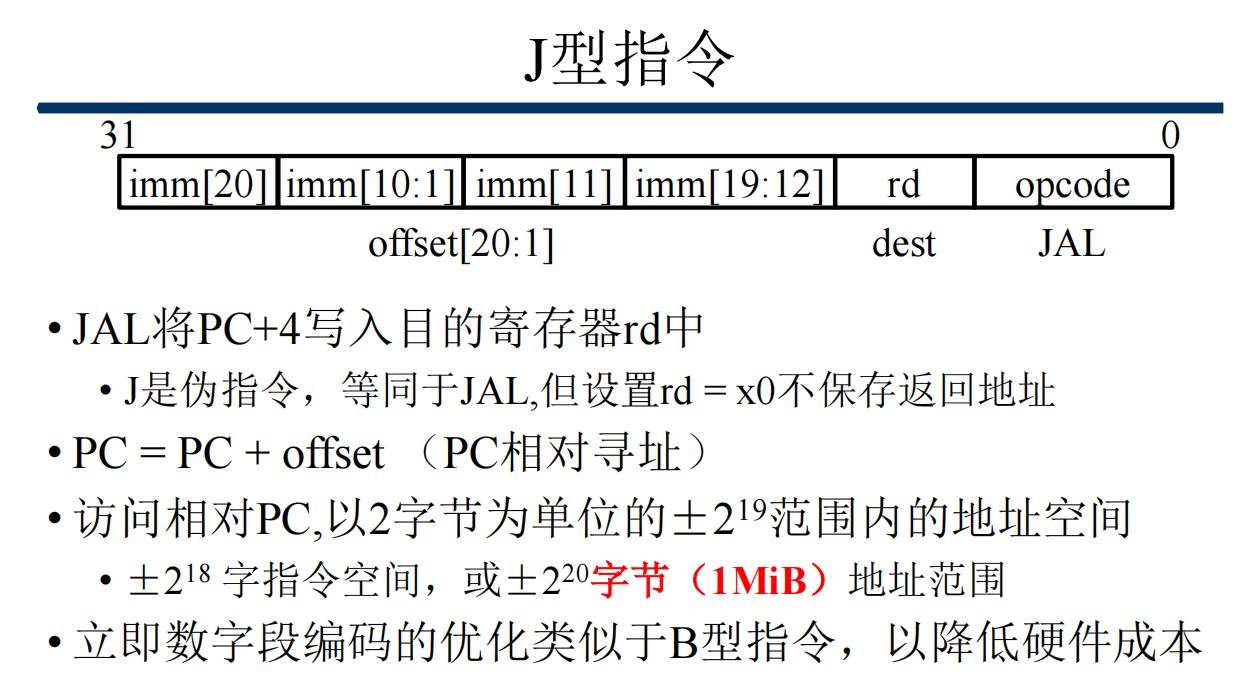 J型指令
31 0
imm[20] imm[10:1] imm[11] imm[19:12] rd opcode
offset[20:1] dest JAL
• JAL将PC+4写入目的寄存器rd中
• J是伪指令，等同于JAL,但设置rd = x0不保存返回地址
• PC = PC + offset （PC相对寻址）
• 访问相对PC,以2字节为单位的±2¹⁹范围内的地址空间
• ±2¹⁸ 字指令空间，或±2²⁰字节（1MiB）地址范围
• 立即数字段编码的优化类似于B型指令，以降低硬件成本